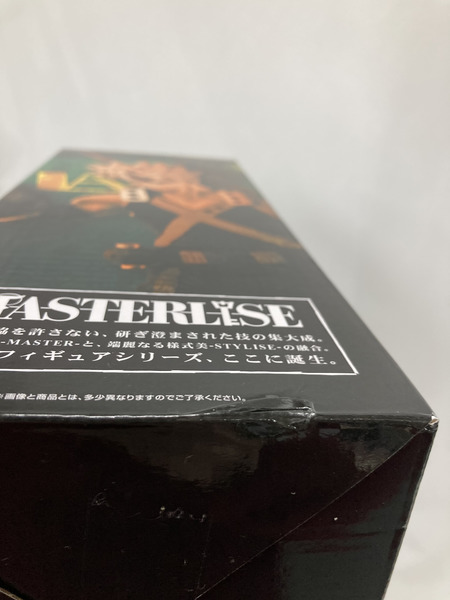 ASTERLISE
を許さない、研ぎ澄まされた技の集大成。
-MASTER-と、端麗なる様式美-STYLISE-の融合。
フィギュアシリーズ、ここに誕生。
※画像と商品とは、多少異なりますのでご了承ください。